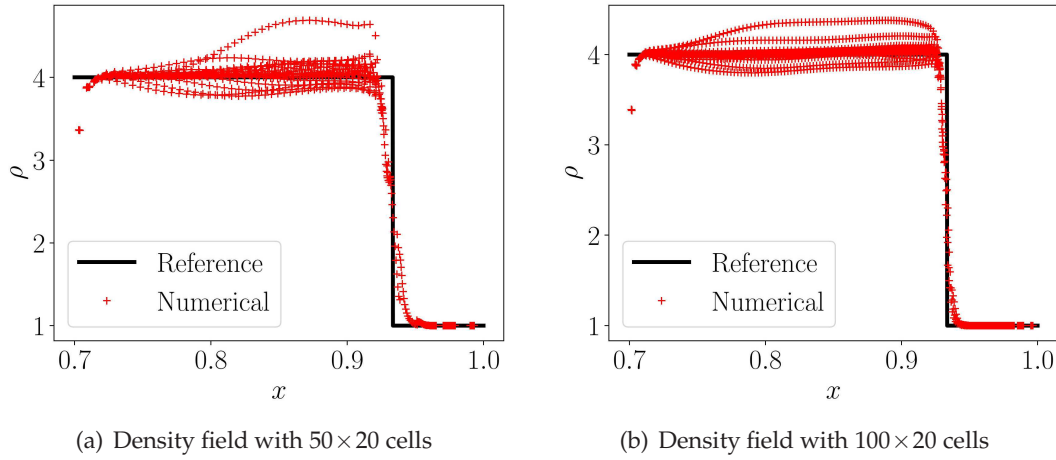 4
3
2
1
ρ
0.7 0.8 0.9 1.0
x
Reference
Numerical
(a) Density field with 50×20 cells
4
3
2
1
ρ
0.7 0.8 0.9 1.0
x
Reference
Numerical
(b) Density field with 100×20 cells